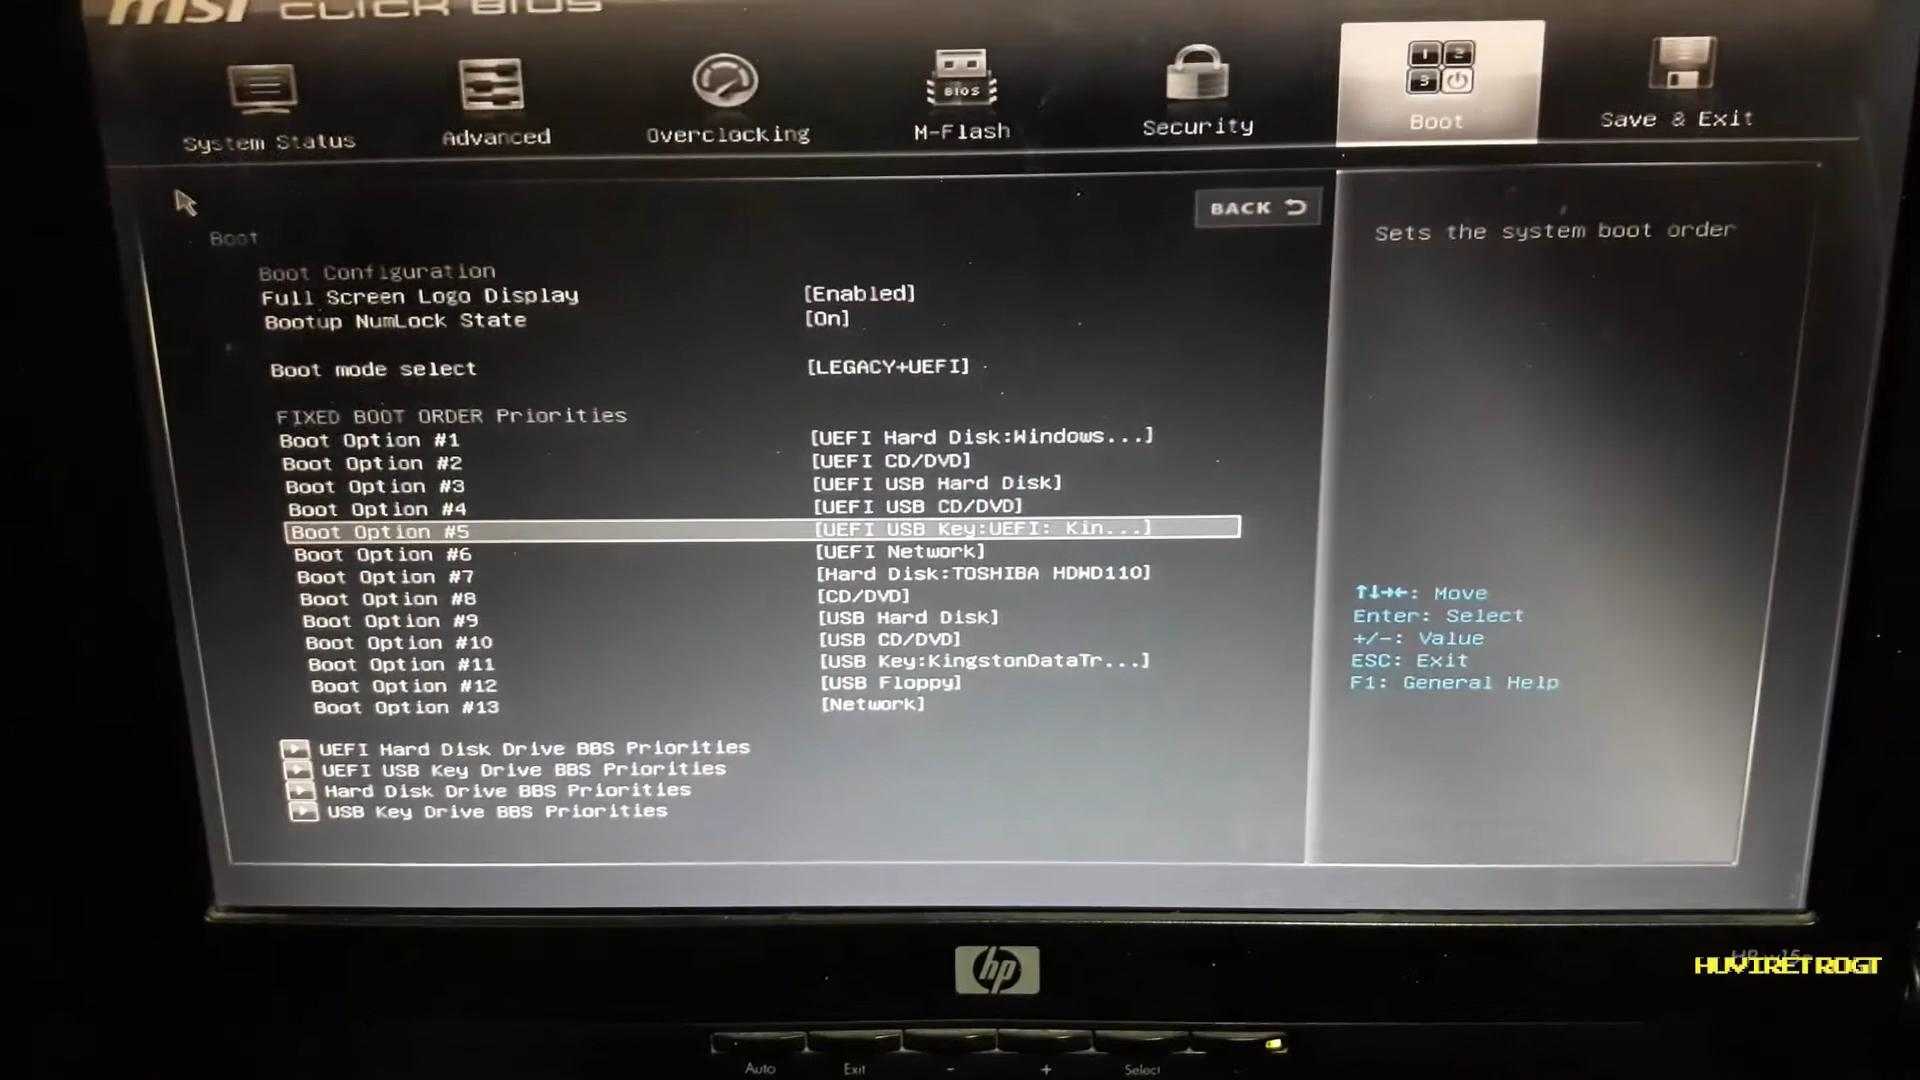 msi CLICK BIOS
System Status
Advanced
Overclocking
BIOS
M-Flash
Security
1 2
3
Boot
Save & Exit
BACK
Boot
Sets the system boot order
Boot Configuration
Full Screen Logo Display [Enabled]
Bootup NumLock State [On]
Boot mode select [LEGACY+UEFI]
FIXED BOOT ORDER Priorities
Boot Option #1 [UEFI Hard Disk:Windows...]
Boot Option #2 [UEFI CD/DVD]
Boot Option #3 [UEFI USB Hard Disk]
Boot Option #4 [UEFI USB CD/DVD]
Boot Option #5 [UEFI USB Key:UEFI: Kin...]
Boot Option #6 [UEFI Network]
Boot Option #7 [Hard Disk:TOSHIBA HDWD110]
Boot Option #8 [CD/DVD]
Boot Option #9 [USB Hard Disk]
Boot Option #10 [USB CD/DVD]
Boot Option #11 [USB Key:KingstonDataTr...]
Boot Option #12 [USB Floppy]
Boot Option #13 [Network]
UEFI Hard Disk Drive BBS Priorities
UEFI USB Key Drive BBS Priorities
Hard Disk Drive BBS Priorities
USB Key Drive BBS Priorities
↑↓→←: Move
Enter: Select
+/-: Value
ESC: Exit
F1: General Help
hp
HUVIRETROGT
Auto Exit - + Select